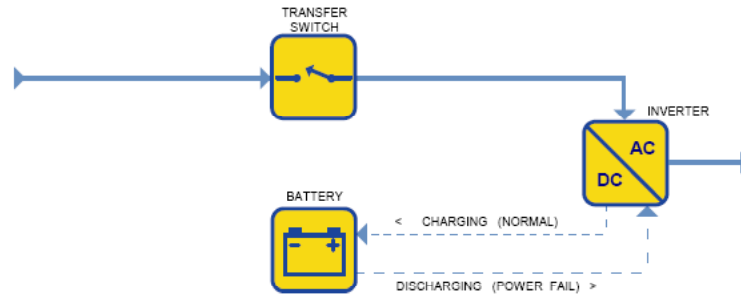 TRANSFER
SWITCH
INVERTER
AC
DC
BATTERY
- +
< CHARGING (NORMAL)
DISCHARGING (POWER FAIL) >